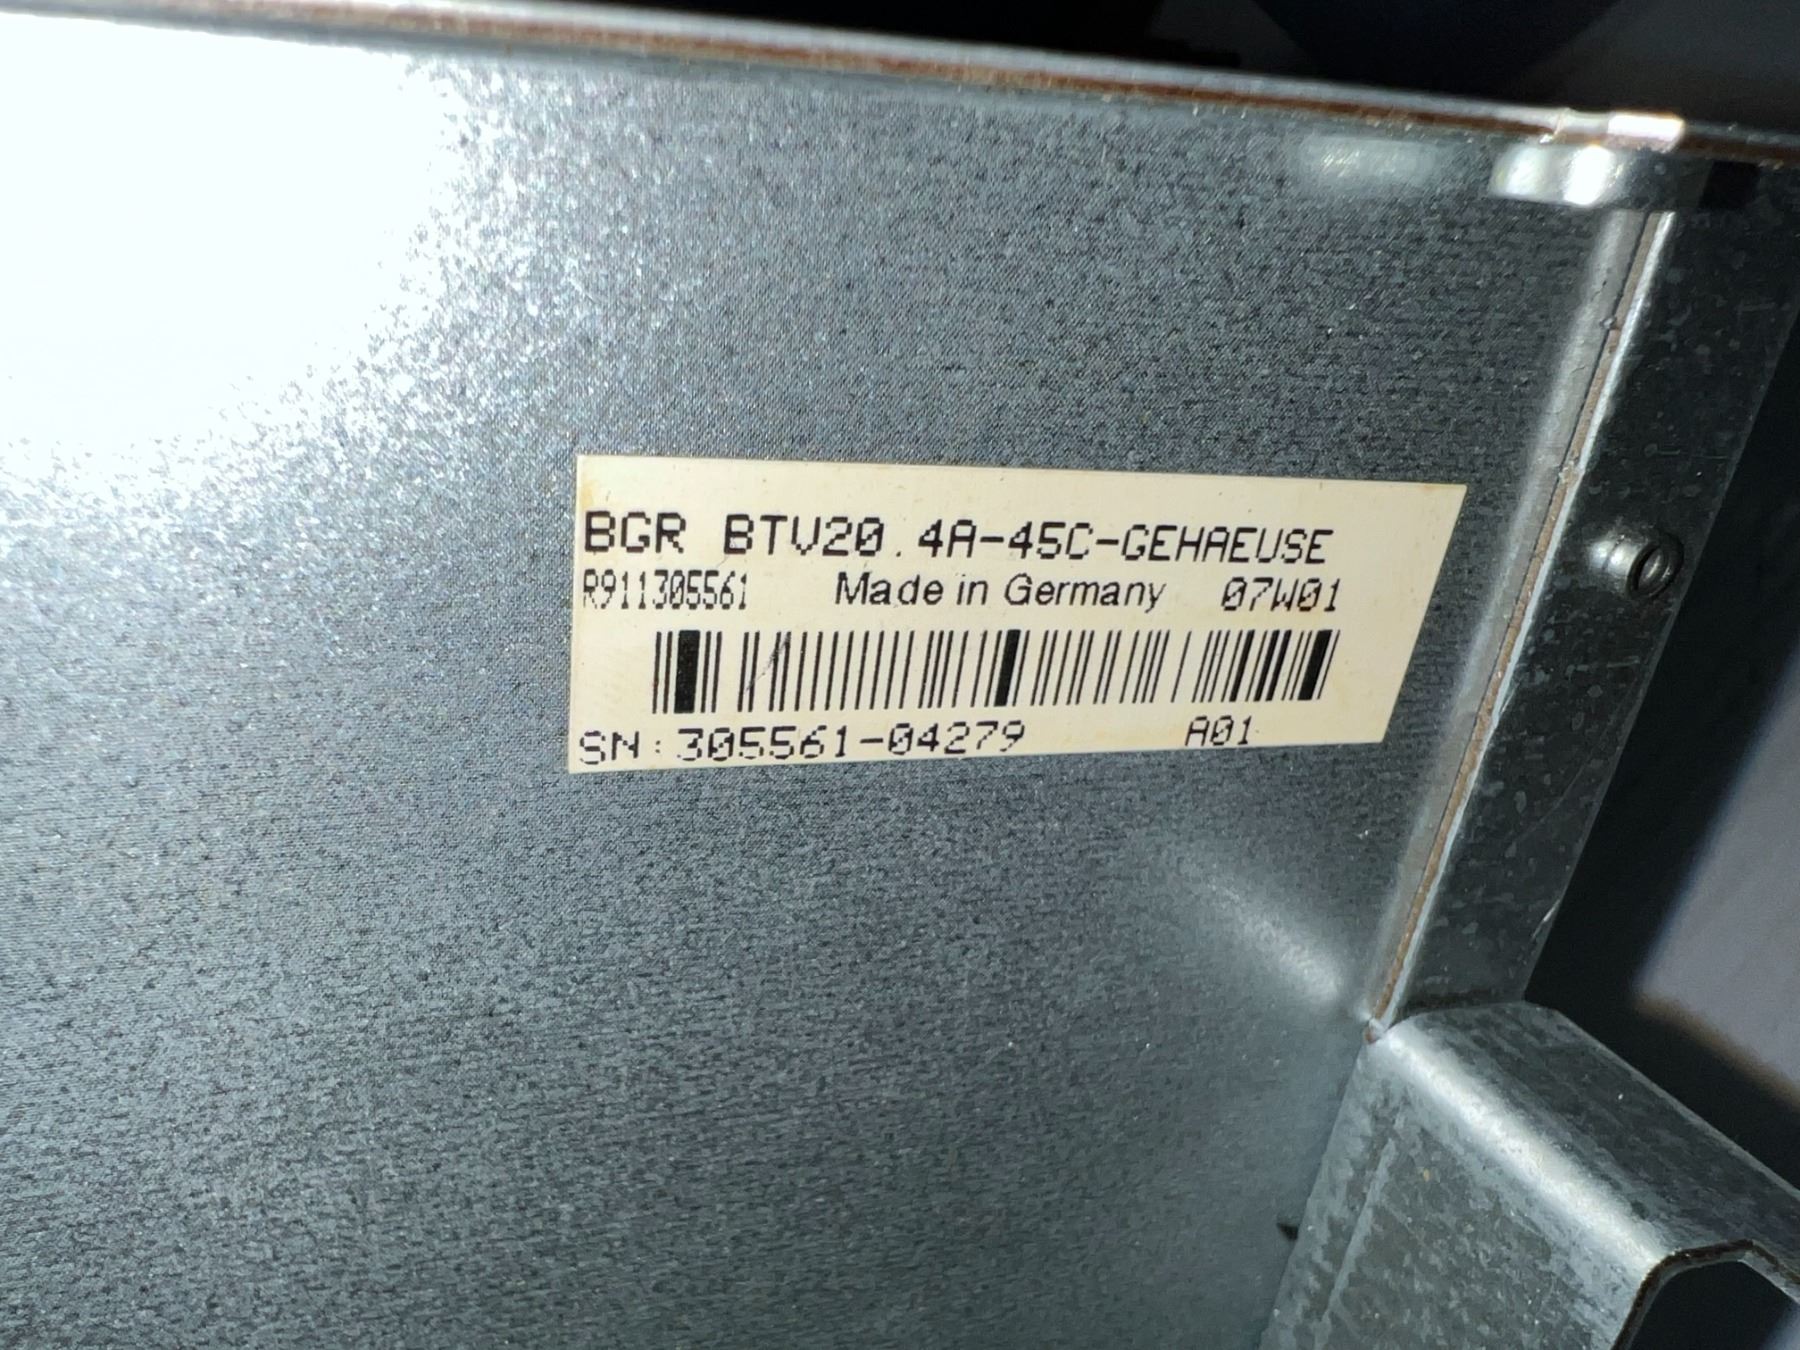 BGR BTV20.4A-45C-GEHAEUSE
R911305561 Made in Germany 07W01
SN:305561-04279 A01